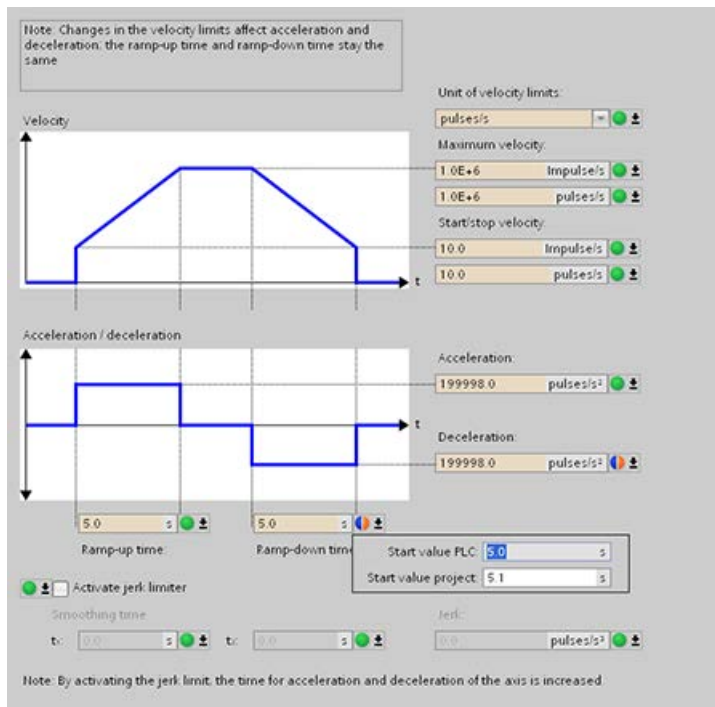 Note: Changes in the velocity limits affect acceleration and
deceleration; the ramp-up time and ramp-down time stay the
same
Unit of velocity limits:
pulses/s
Velocity
Maximum velocity:
1.0E+6 Impulse/s
1.0E+6 pulses/s
Start/stop velocity:
10.0 Impulse/s
10.0 pulses/s
t
Acceleration / deceleration
Acceleration:
199998.0 pulses/s²
t
Deceleration:
199998.0 pulses/s²
5.0 s
5.0 s
Ramp-up time:
Ramp-down time
Start value PLC: 5.0 s
Start value project: 5.1 s
Activate jerk limiter
Smoothing time
Jerk:
0.0 s
0.0 s
0.0 pulses/s³
Note: By activating the jerk limit, the time for acceleration and deceleration of the axis is increased